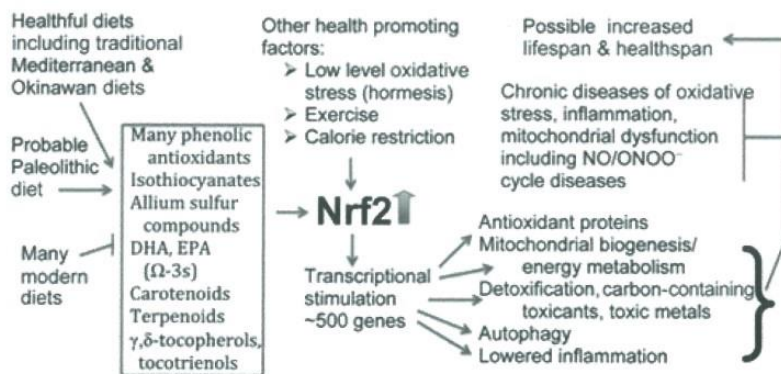 Healthful diets
including traditional
Mediterranean &
Okinawan diets
Probable
Paleolithic
diet
Many
modern
diets
Many phenolic
antioxidants
Isothiocyanates
Allium sulfur
compounds
DHA, EPA
(Ω-3s)
Carotenoids
Terpenoids
γ,δ-tocopherols,
tocotrienols
Other health promoting
factors:
➢ Low level oxidative
stress (hormesis)
➢ Exercise
➢ Calorie restriction
Nrf2
Transcriptional
stimulation
~500 genes
Possible increased
lifespan & healthspan
Chronic diseases of oxidative
stress, inflammation,
mitochondrial dysfunction
including NO/ONOO⁻
cycle diseases
Antioxidant proteins
Mitochondrial biogenesis/
energy metabolism
Detoxification, carbon-containing
toxicants, toxic metals
Autophagy
Lowered inflammation